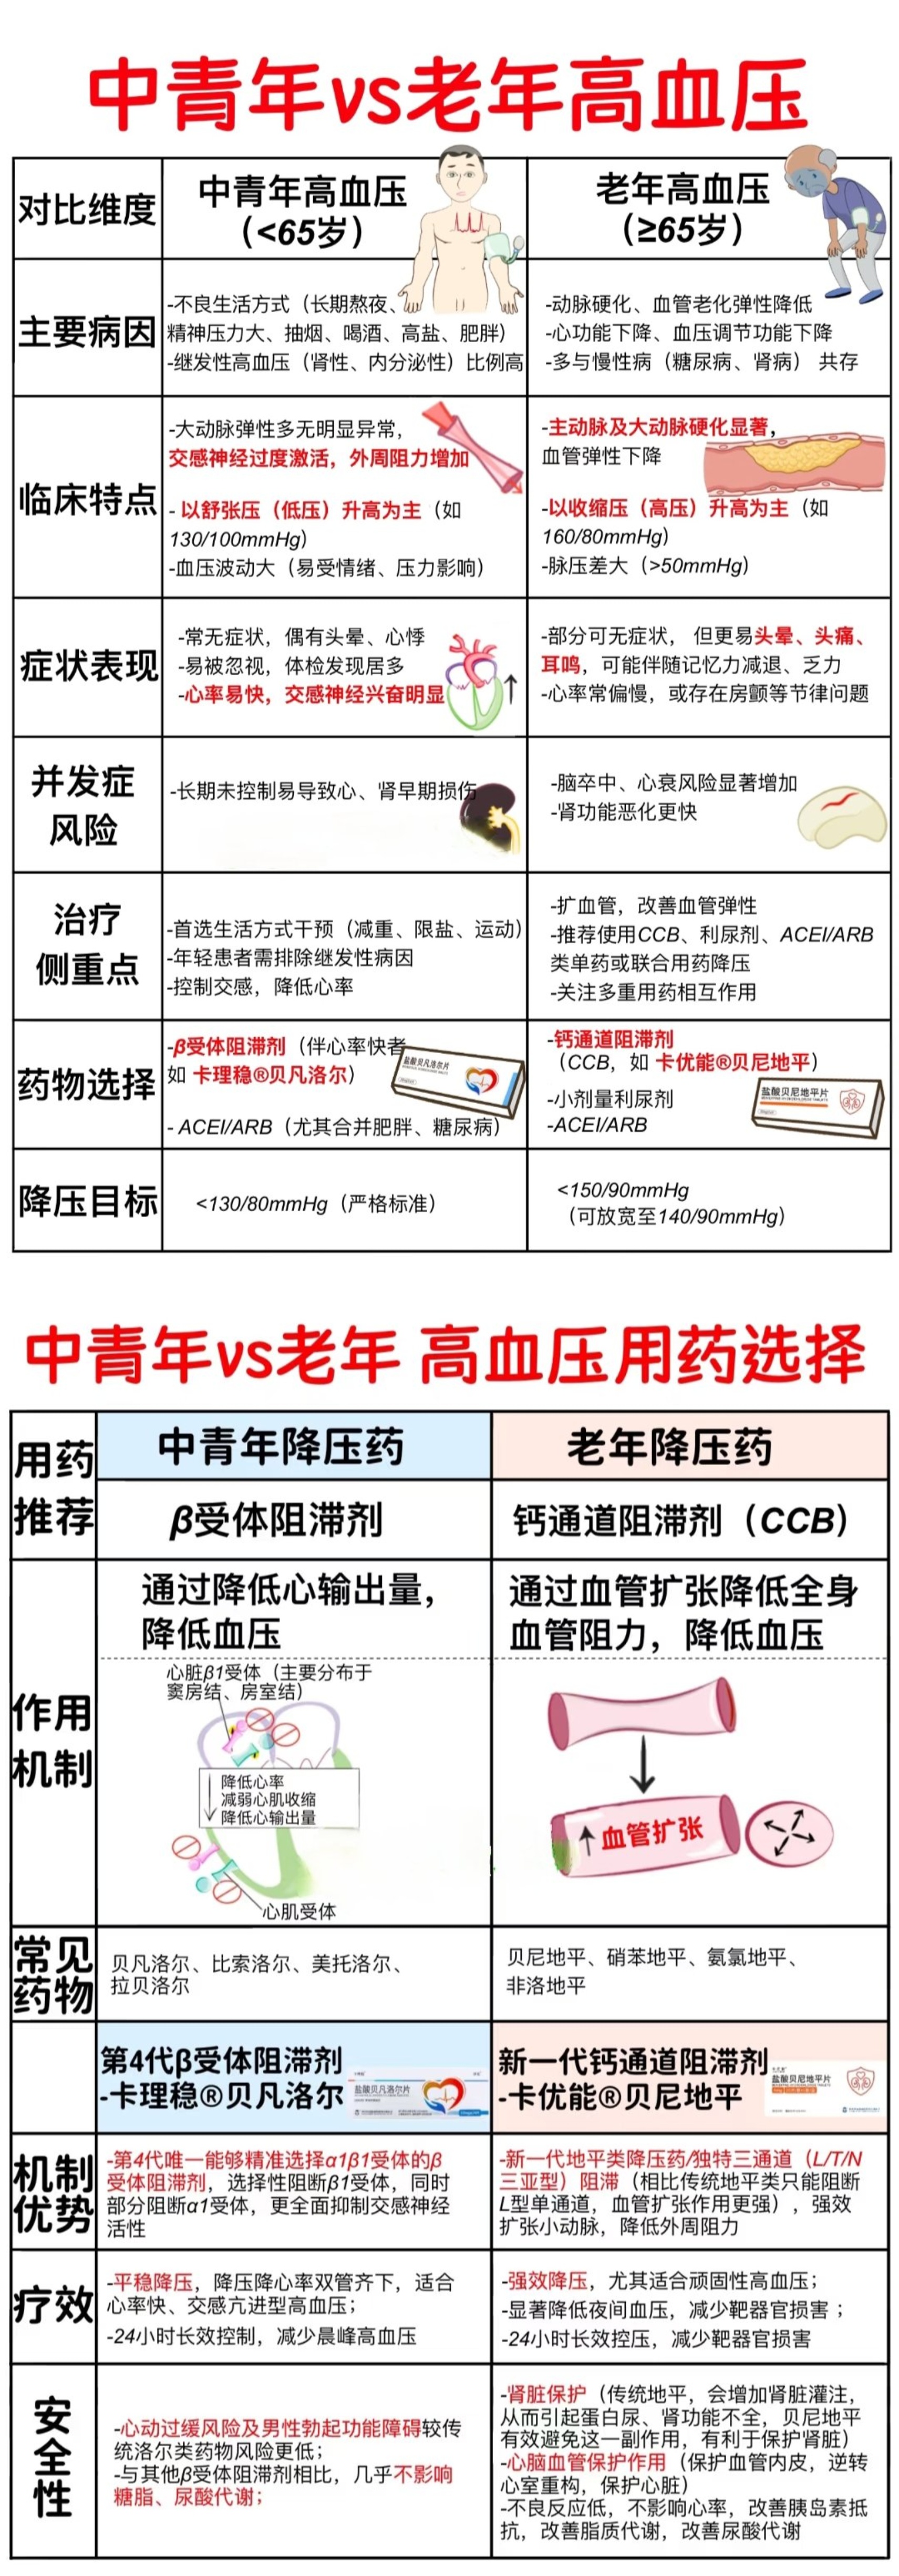 中青年vs老年高血压
对比维度
中青年高血压
（<65岁）
老年高血压
（≥65岁）
主要病因
-不良生活方式（长期熬夜、
精神压力大、抽烟、喝酒、高盐、肥胖）
-继发性高血压（肾性、内分泌性）比例高
-动脉硬化、血管老化弹性降低
-心功能下降、血压调节功能下降
-多与慢性病（糖尿病、肾病） 共存
临床特点
-大动脉弹性多无明显异常，
交感神经过度激活，外周阻力增加
- 以舒张压（低压）升高为主（如
130/100mmHg)
-血压波动大（易受情绪、压力影响）
-主动脉及大动脉硬化显著，
血管弹性下降
-以收缩压（高压）升高为主（如
160/80mmHg)
-脉压差大（>50mmHg）
症状表现
-常无症状，偶有头晕、心悸
-易被忽视，体检发现居多
-心率易快，交感神经兴奋明显
-部分可无症状， 但更易头晕、头痛、
耳鸣，可能伴随记忆力减退、乏力
-心率常偏慢，或存在房颤等节律问题
并发症
风险
-长期未控制易导致心、肾早期损伤
-脑卒中、心衰风险显著增加
-肾功能恶化更快
治疗
侧重点
-首选生活方式干预（减重、限盐、运动）
-年轻患者需排除继发性病因
-控制交感，降低心率
-扩血管，改善血管弹性
-推荐使用CCB、利尿剂、ACEI/ARB
类单药或联合用药降压
-关注多重用药相互作用
药物选择
-β受体阻滞剂（伴心率快者
如 卡理稳®贝凡洛尔）
盐酸贝凡洛尔片
- ACEI/ARB（尤其合并肥胖、糖尿病）
-钙通道阻滞剂
（CCB，如 卡优能®贝尼地平）
-小剂量利尿剂
-ACEI/ARB
盐酸贝尼地平片
降压目标
<130/80mmHg（严格标准）
<150/90mmHg
（可放宽至140/90mmHg）
中青年vs老年 高血压用药选择
用药
推荐
中青年降压药
老年降压药
β受体阻滞剂
钙通道阻滞剂（CCB）
作用
机制
通过降低心输出量，
降低血压
心脏β1受体（主要分布于
窦房结、房室结）
降低心率
减弱心肌收缩
降低心输出量
心肌受体
通过血管扩张降低全身
血管阻力，降低血压
血管扩张
常见
药物
贝凡洛尔、比索洛尔、美托洛尔、
拉贝洛尔
贝尼地平、硝苯地平、氨氯地平、
非洛地平
第4代β受体阻滞剂
-卡理稳®贝凡洛尔
盐酸贝凡洛尔片
新一代钙通道阻滞剂
-卡优能®贝尼地平
盐酸贝尼地平片
机制
优势
-第4代唯一能够精准选择α1β1受体的β
受体阻滞剂，选择性阻断β1受体，同时
部分阻断α1受体，更全面抑制交感神经
活性
-新一代地平类降压药/独特三通道（L/T/N
三亚型）阻滞（相比传统地平类只能阻断
L型单通道，血管扩张作用更强），强效
扩张小动脉，降低外周阻力
疗效
-平稳降压，降压降心率双管齐下，适合
心率快、交感亢进型高血压；
-24小时长效控制，减少晨峰高血压
-强效降压，尤其适合顽固性高血压；
-显著降低夜间血压，减少靶器官损害；
-24小时长效控压，减少靶器官损害
安
全
性
-心动过缓风险及男性勃起功能障碍较传
统洛尔类药物风险更低；
-与其他β受体阻滞剂相比，几乎不影响
糖脂、尿酸代谢；
-肾脏保护（传统地平，会增加肾脏灌注，
从而引起蛋白尿、肾功能不全，贝尼地平
有效避免这一副作用，有利于保护肾脏）
-心脑血管保护作用（保护血管内皮，逆转
心室重构，保护心脏）
-不良反应低，不影响心率，改善胰岛素抵
抗，改善脂质代谢，改善尿酸代谢